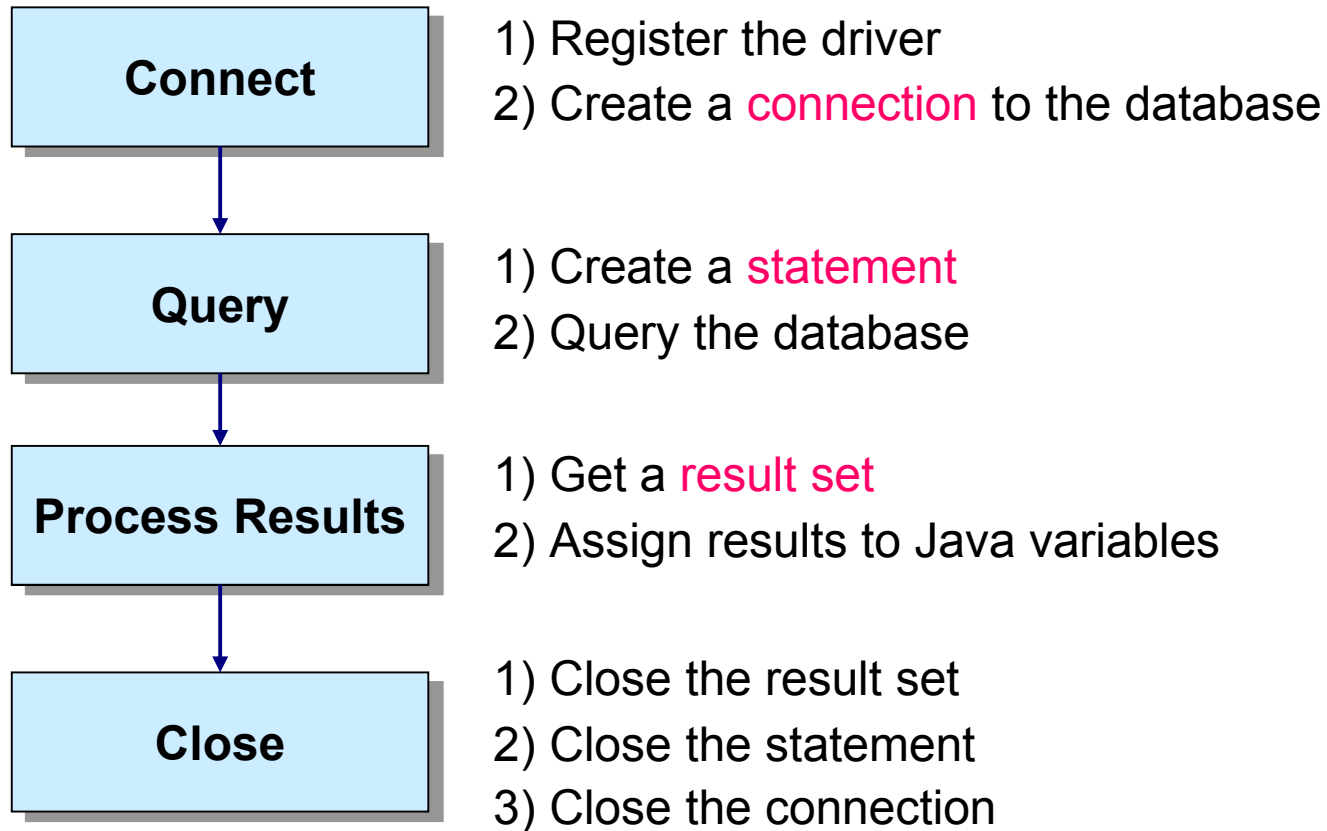 Connect
1) Register the driver
2) Create a connection to the database
Query
1) Create a statement
2) Query the database
Process Results
1) Get a result set
2) Assign results to Java variables
Close
1) Close the result set
2) Close the statement
3) Close the connection